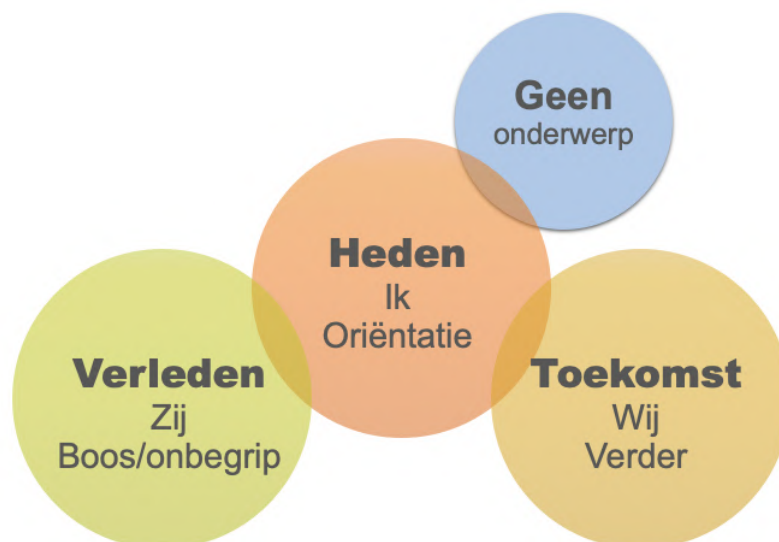 Geen
onderwerp
Heden
Ik
Oriëntatie
Verleden
Zij
Boos/onbegrip
Toekomst
Wij
Verder